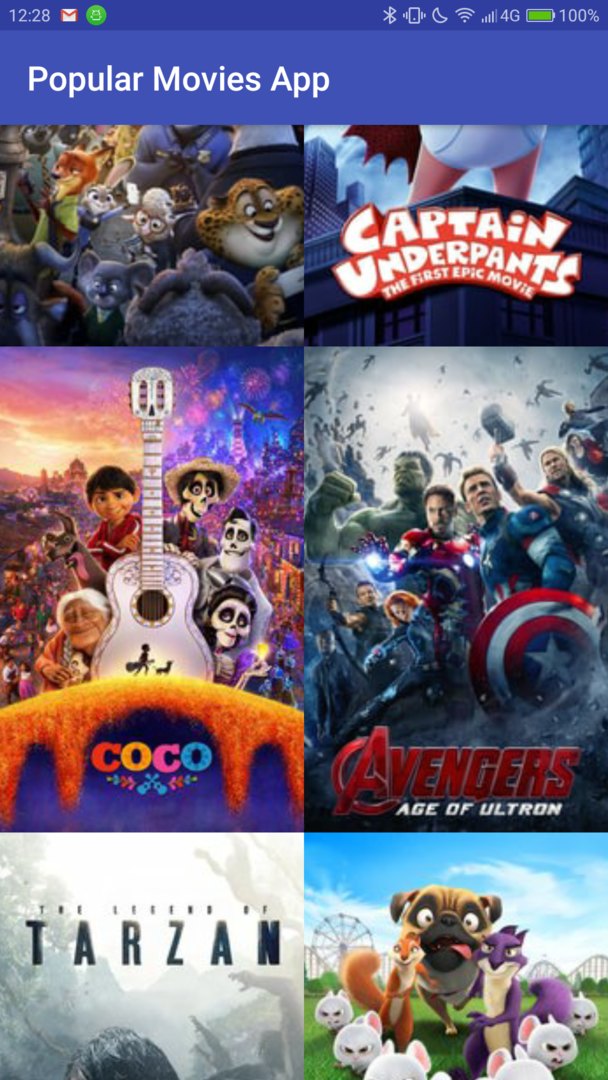 12:28 4G 100%
Popular Movies App
CAPTAIN
UNDERPANTS
THE FIRST EPIC MOVIE
COCO
AVENGERS
AGE OF ULTRON
THE LEGEND OF
TARZAN